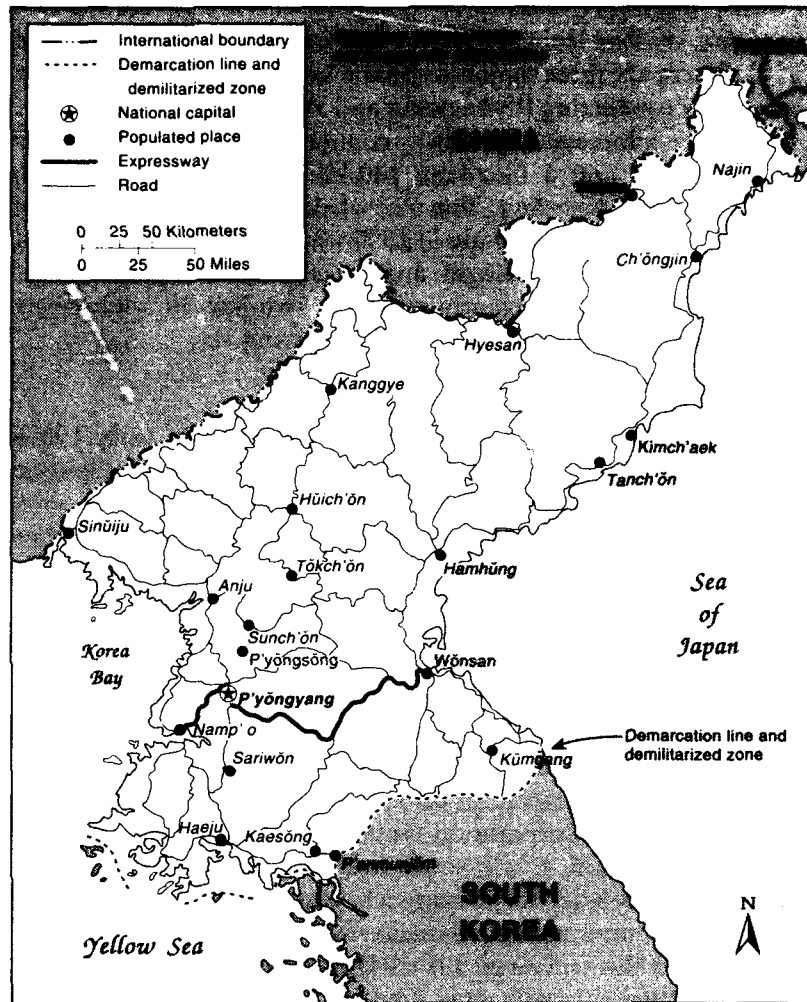 International boundary
Demarcation line and
demilitarized zone
National capital
Populated place
Expressway
Road
0 25 50 Kilometers
0 25 50 Miles
CHINA
Najin
Ch'ŏngjin
Hyesan
Kanggye
Kimch'aek
Tanch'ŏn
Hŭich'ŏn
Sinŭiju
Hamhŭng
Tŏkch'ŏn
Anju
Sea
of
Japan
Sunch'ŏn
Korea
Bay
P'yŏngsŏng
Wŏnsan
P'yŏngyang
Namp'o
Demarcation line and
demilitarized zone
Kŭmgang
Sariwŏn
Haeju
Kaesŏng
SOUTH
KOREA
N
Yellow Sea